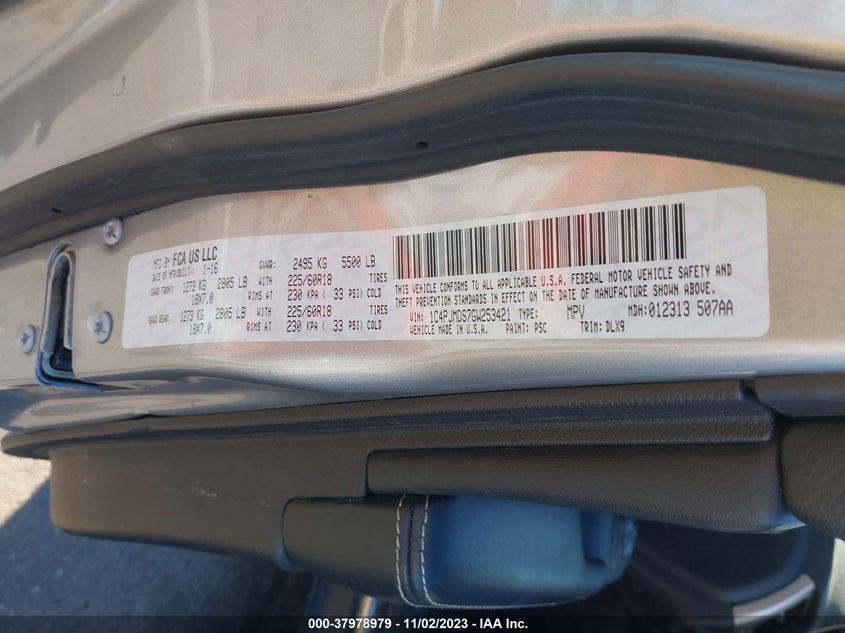 MFD BY FCA US LLC
DATE OF MFD(BUILT): 1-16 GVWR: 2495 KG 5500 LB
GAWR FRONT: 1273 KG 2805 LB WITH 225/60R18 TIRES
18X7.0 RIMS AT 230 KPA ( 33 PSI) COLD
GAWR REAR: 1273 KG 2805 LB WITH 225/60R18 TIRES
18X7.0 RIMS AT 230 KPA ( 33 PSI) COLD
THIS VEHICLE CONFORMS TO ALL APPLICABLE U.S.A. FEDERAL MOTOR VEHICLE SAFETY AND
THEFT PREVENTION STANDARDS IN EFFECT ON THE DATE OF MANUFACTURE SHOWN ABOVE.
VIN: 1C4PJMDS7GW253421 TYPE: MPV MDH: 012313 507AA
VEHICLE MADE IN U.S.A. PAINT: PSC TRIM: DLX9
000-37978979 - 11/02/2023 - IAAI.COM